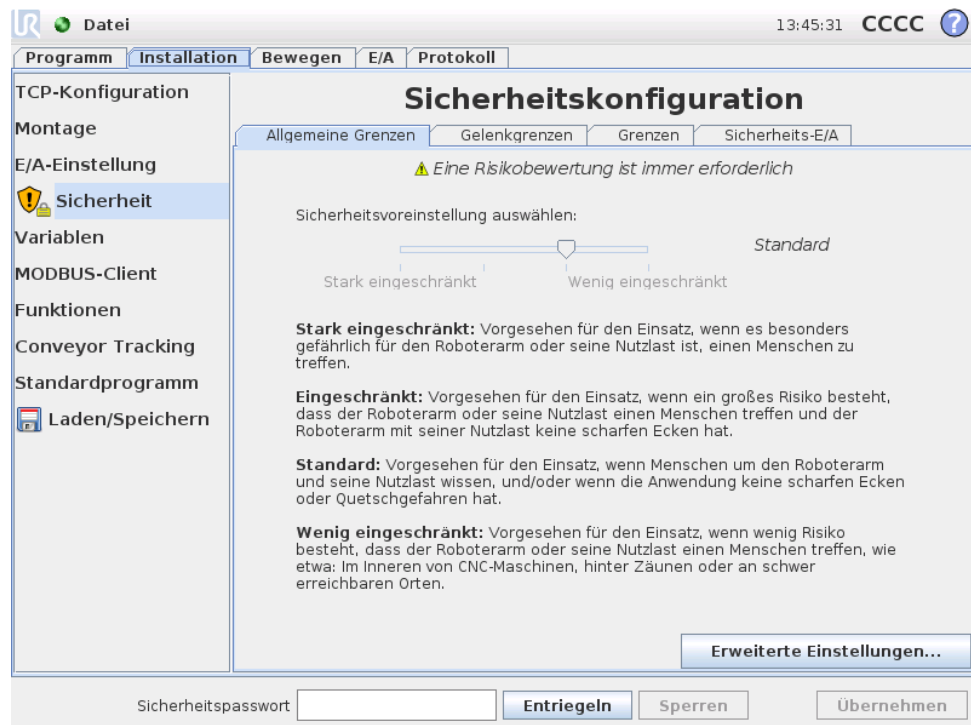 UR Datei 13:45:31 CCCC ?
Programm Installation Bewegen E/A Protokoll
TCP-Konfiguration
Montage
E/A-Einstellung
Sicherheit
Variablen
MODBUS-Client
Funktionen
Conveyor Tracking
Standardprogramm
Laden/Speichern
Sicherheitskonfiguration
Allgemeine Grenzen Gelenkgrenzen Grenzen Sicherheits-E/A
Eine Risikobewertung ist immer erforderlich
Sicherheitsvoreinstellung auswählen:
Standard
Stark eingeschränkt Wenig eingeschränkt
Stark eingeschränkt: Vorgesehen für den Einsatz, wenn es besonders
gefährlich für den Roboterarm oder seine Nutzlast ist, einen Menschen zu
treffen.
Eingeschränkt: Vorgesehen für den Einsatz, wenn ein großes Risiko besteht,
dass der Roboterarm oder seine Nutzlast einen Menschen treffen und der
Roboterarm mit seiner Nutzlast keine scharfen Ecken hat.
Standard: Vorgesehen für den Einsatz, wenn Menschen um den Roboterarm
und seine Nutzlast wissen, und/oder wenn die Anwendung keine scharfen Ecken
oder Quetschgefahren hat.
Wenig eingeschränkt: Vorgesehen für den Einsatz, wenn wenig Risiko
besteht, dass der Roboterarm oder seine Nutzlast einen Menschen treffen, wie
etwa: Im Inneren von CNC-Maschinen, hinter Zäunen oder an schwer
erreichbaren Orten.
Erweiterte Einstellungen...
Sicherheitspasswort Entriegeln Sperren Übernehmen